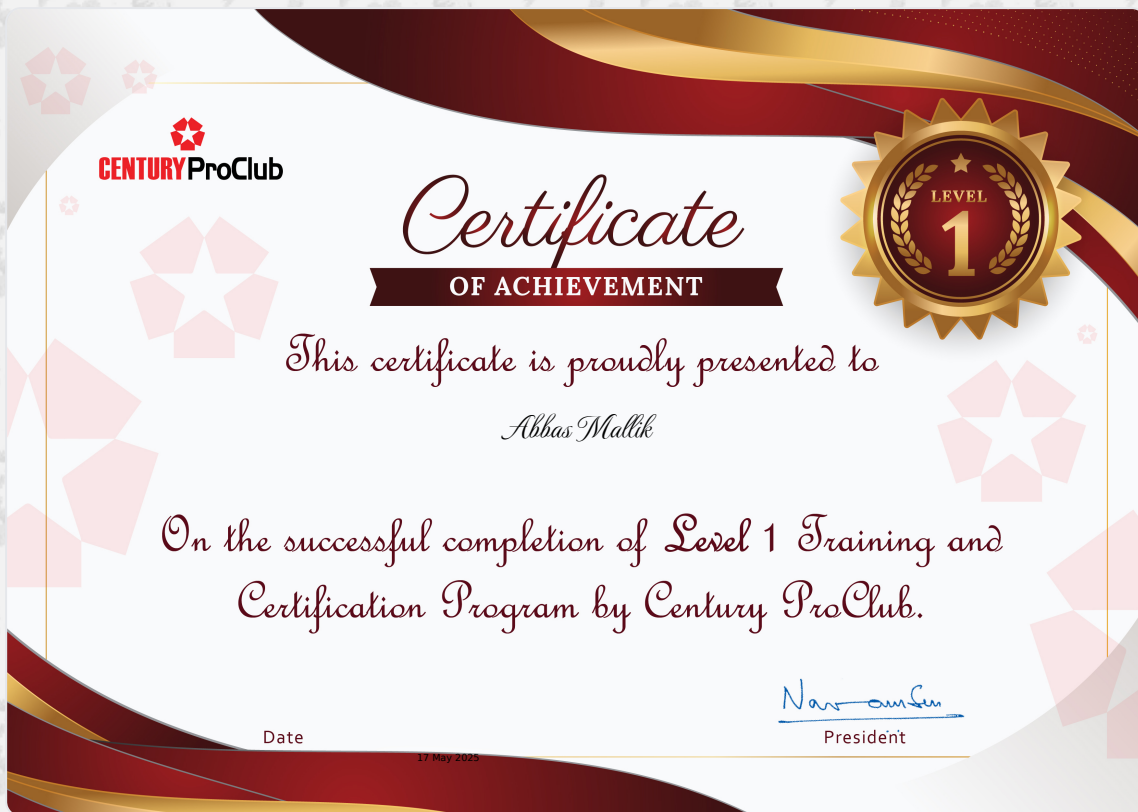 CENTURY ProClub
LEVEL
1
Certificate
OF ACHIEVEMENT
This certificate is proudly presented to
Abbas Mallik
On the successful completion of Level 1 Training and
Certification Program by Century ProClub.
Date
President
17 May 2025